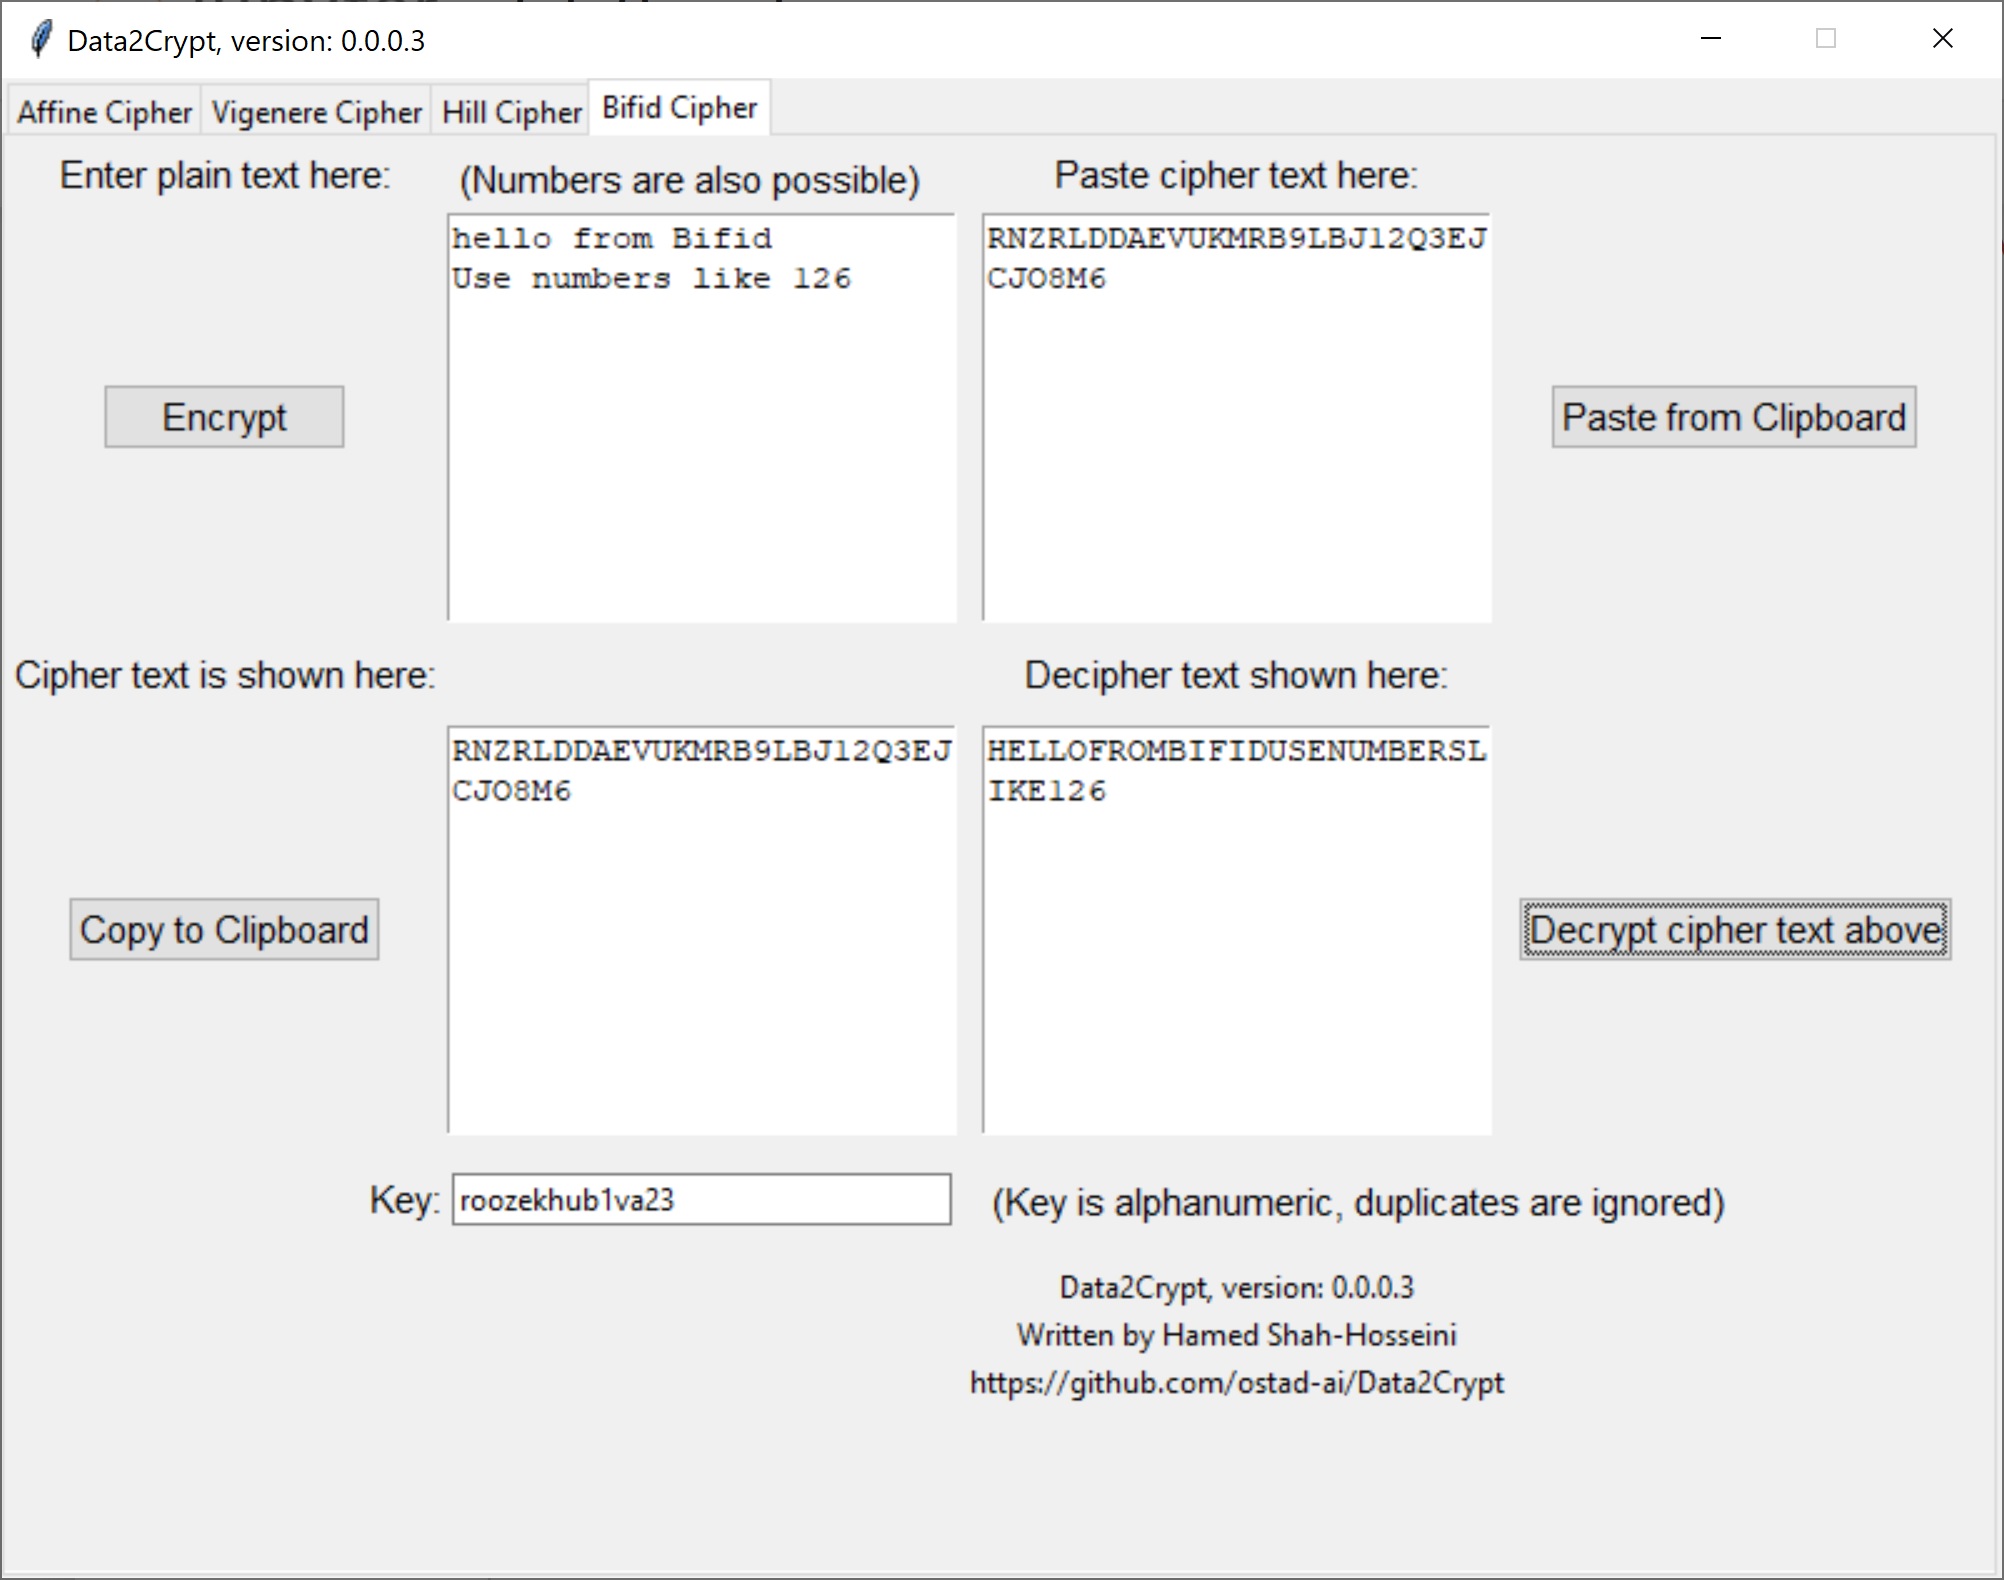 Data2Crypt, version: 0.0.0.3
Affine Cipher Vigenere Cipher Hill Cipher Bifid Cipher
Enter plain text here: (Numbers are also possible) Paste cipher text here:
hello from Bifid
Use numbers like 126
RNZRLDDAEVUKMRB9LBJ12Q3EJ
CJO8M6
Encrypt
Paste from Clipboard
Cipher text is shown here:
Decipher text shown here:
RNZRLDDAEVUKMRB9LBJ12Q3EJ
CJO8M6
HELLOFROMBIFIDUSENUMBERSL
IKE126
Copy to Clipboard
Decrypt cipher text above
Key: roozekhub1va23 (Key is alphanumeric, duplicates are ignored)
Data2Crypt, version: 0.0.0.3
Written by Hamed Shah-Hosseini
https://github.com/ostad-ai/Data2Crypt